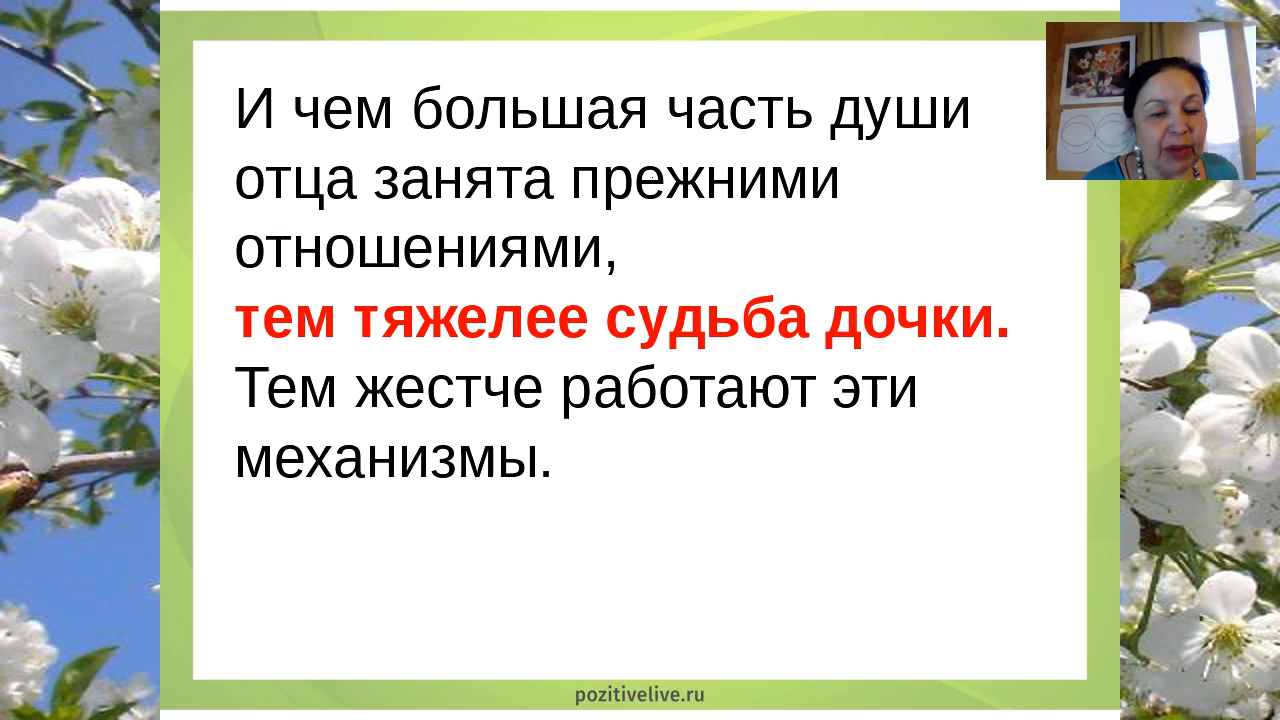 И чем большая часть души
отца занята прежними
отношениями,
тем тяжелее судьба дочки.
Тем жестче работают эти
механизмы.
pozitivelive.ru